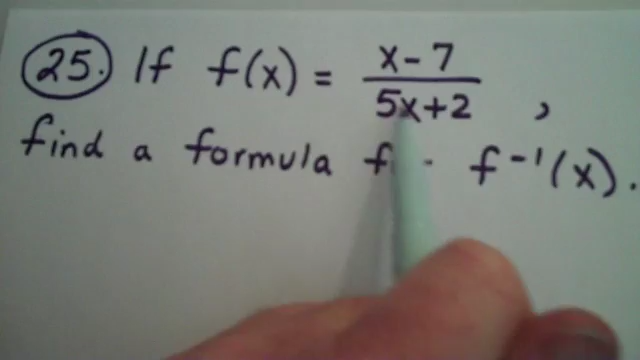 25. If f(x) = x-7 / 5x+2 ,
find a formula f⁻¹(x).